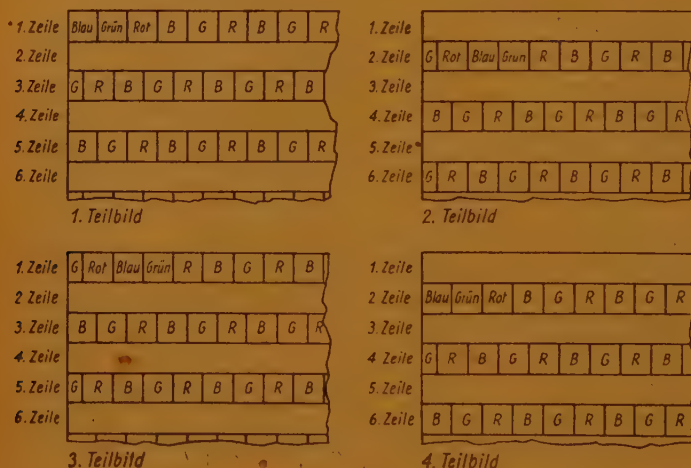 1. Zeile Blau Grün Rot B G R B G R
2. Zeile
3. Zeile G R B G R B G R B
4. Zeile
5. Zeile B G R B G R B G R
6. Zeile
1. Teilbild
1. Zeile
2. Zeile G Rot Blau Grün R B G R B
3. Zeile
4. Zeile B G R B G R B G R
5. Zeile
6. Zeile G R B G R B G R B
2. Teilbild
1. Zeile G Rot Blau Grün R B G R B
2 Zeile
3. Zeile B G R B G R B G R
4. Zeile
5. Zeile G R B G R B G R B
6. Zeile
3. Teilbild
1. Zeile
2 Zeile Blau Grün Rot B G R B G R
3. Zeile
4 Zeile G R B G R B G R B
5. Zeile
6. Zeile B G R B G R B G R
4. Teilbild